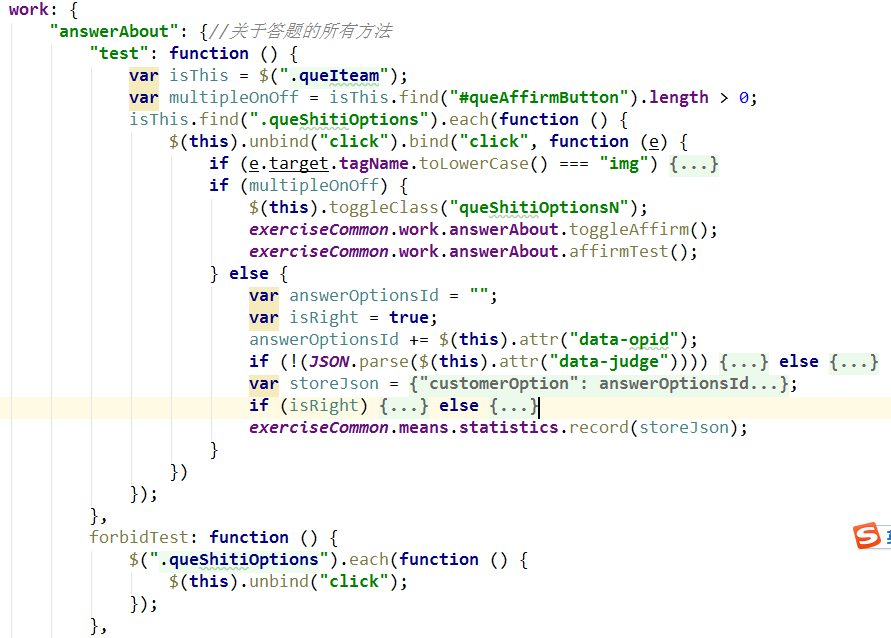 work: {
"answerAbout": {//关于答题的所有方法
"test": function () {
var isThis = $(".queIteam");
var multipleOnOff = isThis.find("#queAffirmButton").length > 0;
isThis.find(".queShitiOptions").each(function () {
$(this).unbind("click").bind("click", function (e) {
if (e.target.tagName.toLowerCase() === "img") {...}
if (multipleOnOff) {
$(this).toggleClass("queShitiOptionsN");
exerciseCommon.work.answerAbout.toggleAffirm();
exerciseCommon.work.answerAbout.affirmTest();
} else {
var answerOptionsId = "";
var isRight = true;
answerOptionsId += $(this).attr("data-opid");
if (!(JSON.parse($(this).attr("data-judge")))) {...} else {...}
var storeJson = {"customerOption": answerOptionsId...};
if (isRight) {...} else {...}
exerciseCommon.means.statistics.record(storeJson);
}
})
});
},
forbidTest: function () {
$(".queShitiOptions").each(function () {
$(this).unbind("click");
});
},